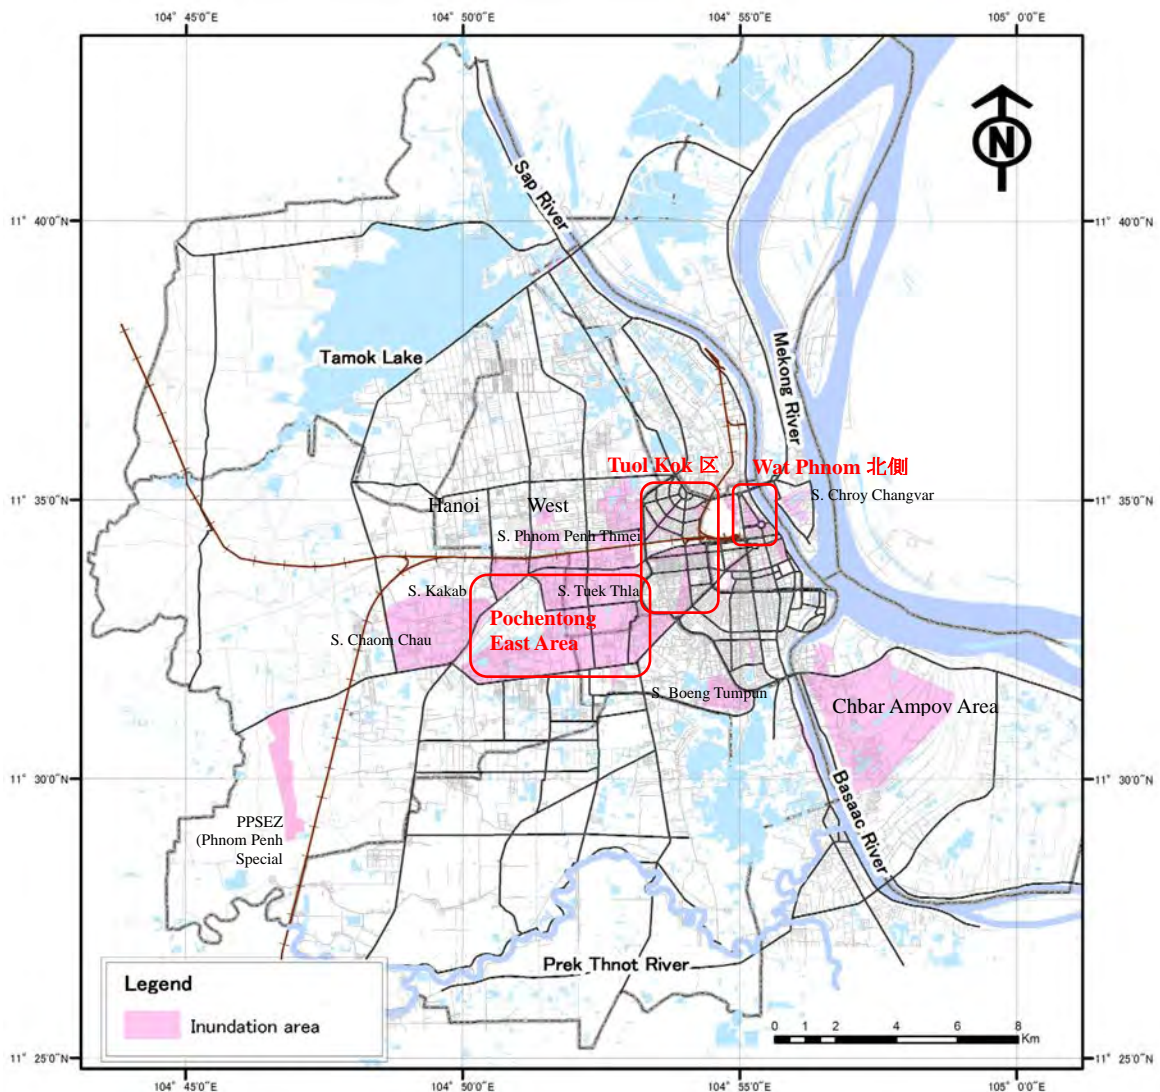 104° 45'0"E
104° 50'0"E
104° 55'0"E
105° 0'0"E
N
Sap River
11° 40'0"N
11° 40'0"N
Mekong River
Tamok Lake
Tuol Kok 区
Wat Phnom 北側
11° 35'0"N
11° 35'0"N
Hanoi
West
S. Chroy Changvar
S. Phnom Penh Thmei
S. Kakab
S. Tuek Thla
Pochentong
East Area
S. Chaom Chau
S. Boeng Tumpun
Chbar Ampov Area
11° 30'0"N
11° 30'0"N
Basaac River
PPSEZ
(Phnom Penh
Special
Prek Thnot River
Legend
Inundation area
0 1 2 4 6 8
Km
11° 25'0"N
11° 25'0"N
104° 45'0"E
104° 50'0"E
104° 55'0"E
105° 0'0"E